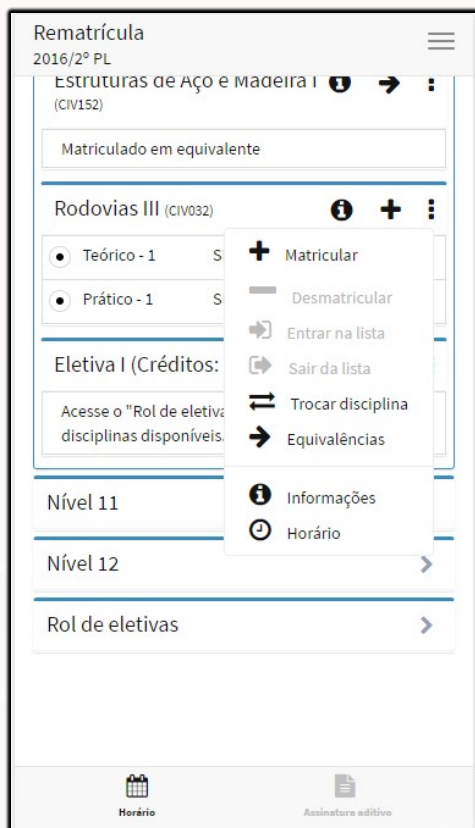 Rematrícula
2016/2º PL
Estruturas de Aço e Madeira I
(CIV152)
Matriculado em equivalente
Rodovias III (CIV032)
Teórico - 1 S
Prático - 1 S
Matricular
Desmatricular
Entrar na lista
Sair da lista
Trocar disciplina
Equivalências
Informações
Horário
Eletiva I (Créditos:
Acesse o "Rol de eletiva
disciplinas disponíveis.
Nível 11
Nível 12
Rol de eletivas
Horário
Assinatura aditivo